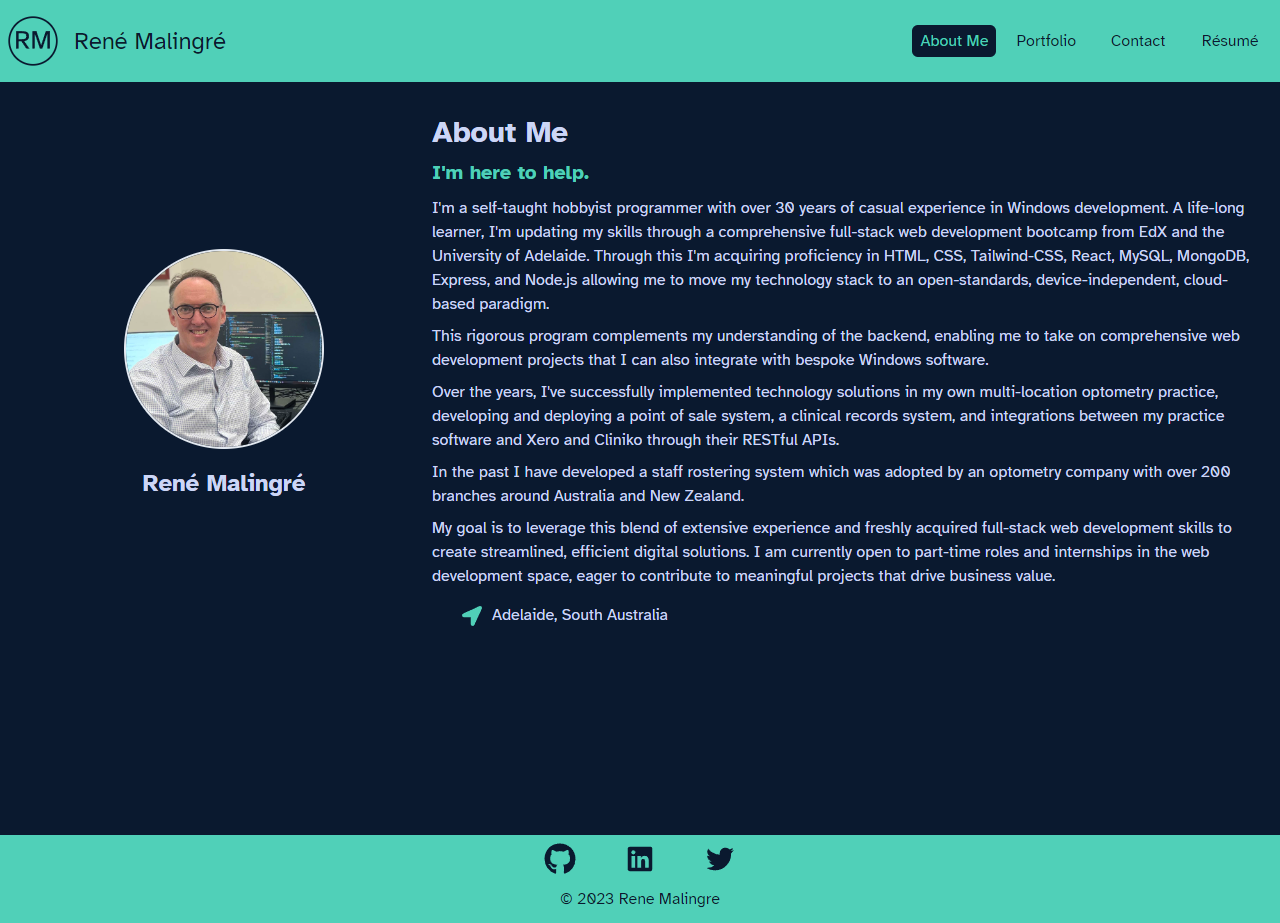 RM
René Malingré
About Me
Portfolio
Contact
Résumé
About Me
I'm here to help.
I'm a self-taught hobbyist programmer with over 30 years of casual experience in Windows development. A life-long
learner, I'm updating my skills through a comprehensive full-stack web development bootcamp from EdX and the
University of Adelaide. Through this I'm acquiring proficiency in HTML, CSS, Tailwind-CSS, React, MySQL, MongoDB,
Express, and Node.js allowing me to move my technology stack to an open-standards, device-independent, cloud-
based paradigm.
This rigorous program complements my understanding of the backend, enabling me to take on comprehensive web
development projects that I can also integrate with bespoke Windows software.
Over the years, I've successfully implemented technology solutions in my own multi-location optometry practice,
developing and deploying a point of sale system, a clinical records system, and integrations between my practice
software and Xero and Cliniko through their RESTful APIs.
In the past I have developed a staff rostering system which was adopted by an optometry company with over 200
branches around Australia and New Zealand.
My goal is to leverage this blend of extensive experience and freshly acquired full-stack web development skills to
create streamlined, efficient digital solutions. I am currently open to part-time roles and internships in the web
development space, eager to contribute to meaningful projects that drive business value.
Adelaide, South Australia
René Malingré
in
© 2023 Rene Malingre